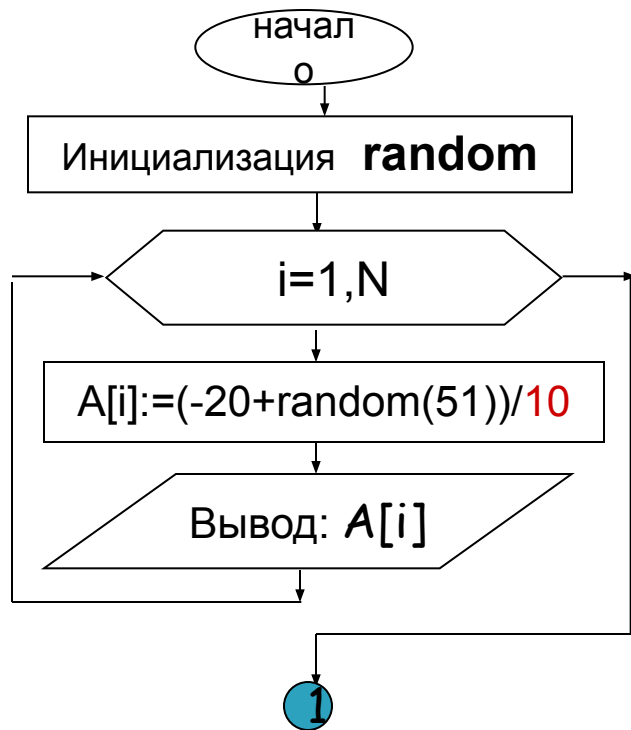 начал
о
Инициализация random
i=1,N
A[i]:=(-20+random(51))/10
Вывод: A[i]
1